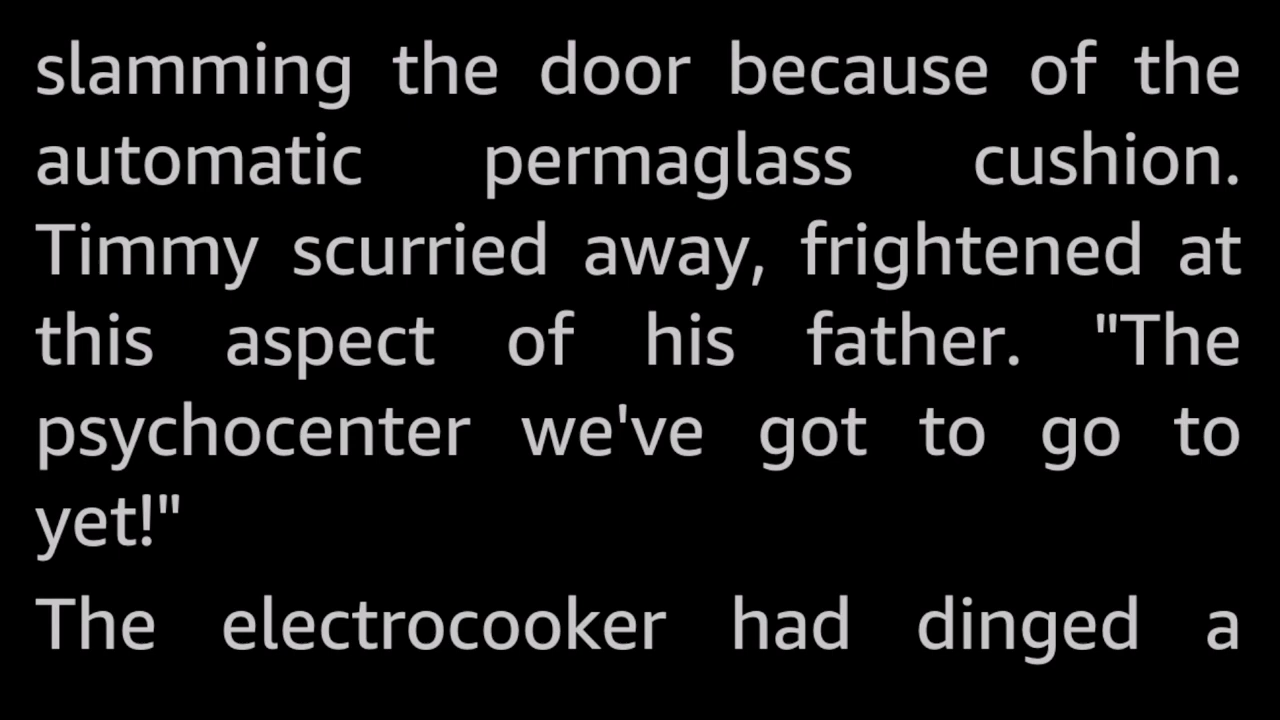 slamming the door because of the
automatic permaglass cushion.
Timmy scurried away, frightened at
this aspect of his father. "The
psychocenter we've got to go to
yet!"
The electrocooker had dinged a